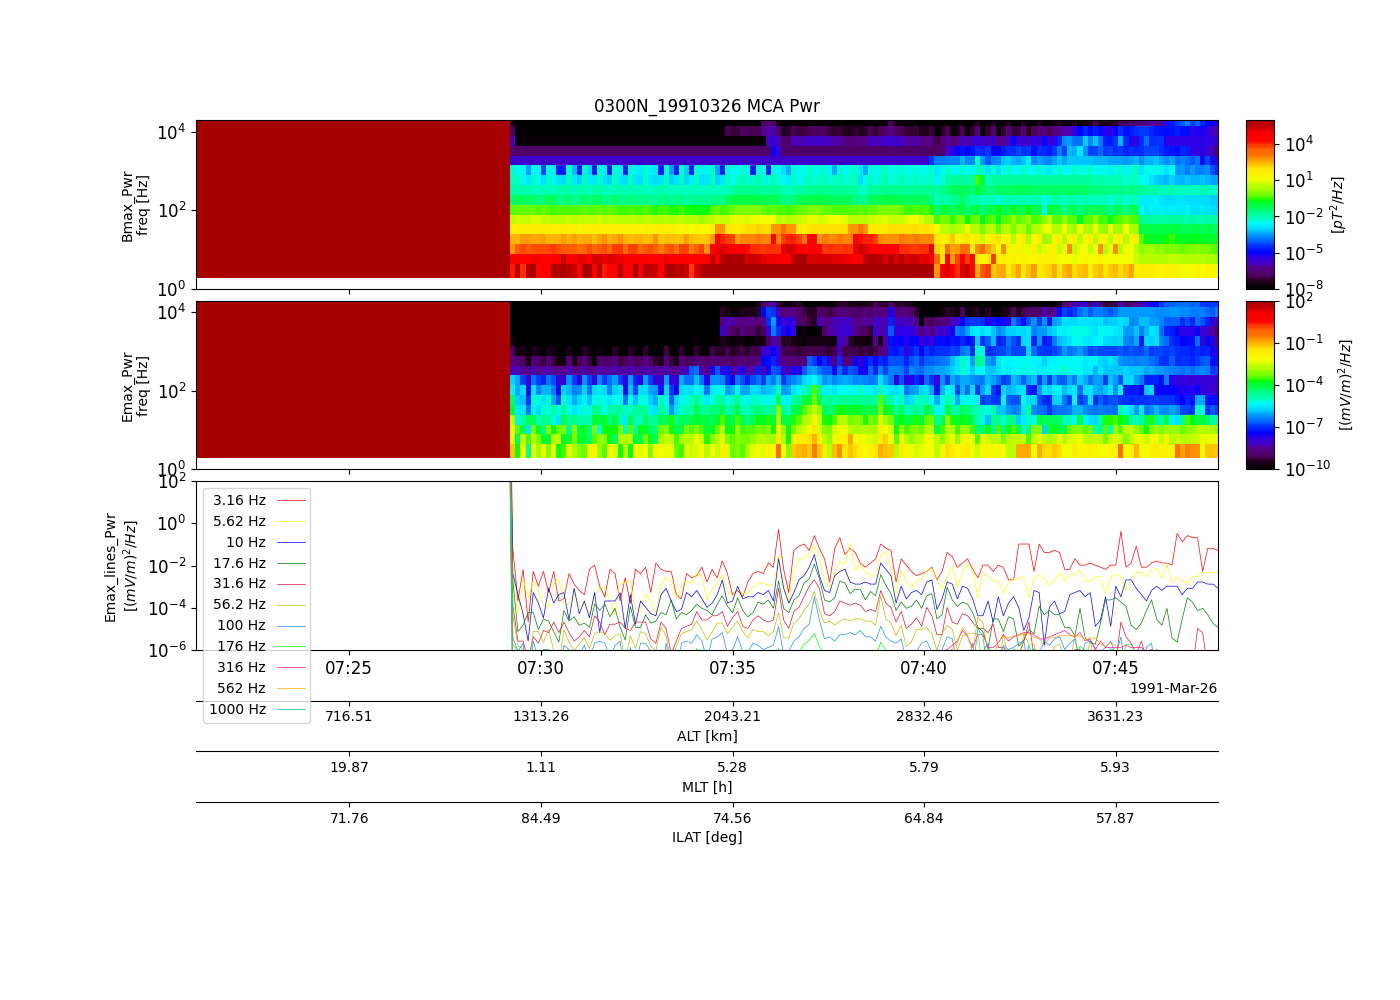 0300N_19910326 MCA Pwr
Bmax_Pwr
freq [Hz]
10^4
10^2
10^0
10^4
10^1
10^-2
10^-5
10^-8
[pT^2/Hz]
Emax_Pwr
freq [Hz]
10^4
10^2
10^0
10^2
10^-1
10^-4
10^-7
10^-10
[(mV/m)^2/Hz]
Emax_lines_Pwr
[(mV/m)^2/Hz]
10^2
10^0
10^-2
10^-4
10^-6
3.16 Hz
5.62 Hz
10 Hz
17.6 Hz
31.6 Hz
56.2 Hz
100 Hz
176 Hz
316 Hz
562 Hz
1000 Hz
07:25 07:30 07:35 07:40 07:45
1991-Mar-26
716.51 1313.26 2043.21 2832.46 3631.23
ALT [km]
19.87 1.11 5.28 5.79 5.93
MLT [h]
71.76 84.49 74.56 64.84 57.87
ILAT [deg]